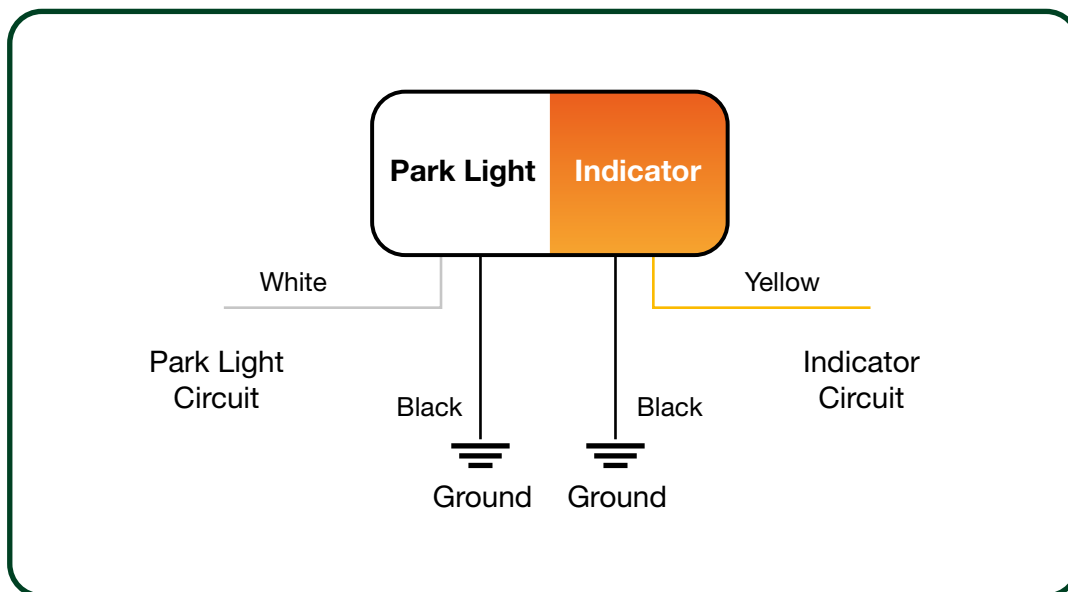 Park Light
Indicator
White
Yellow
Park Light
Circuit
Indicator
Circuit
Black
Black
Ground
Ground